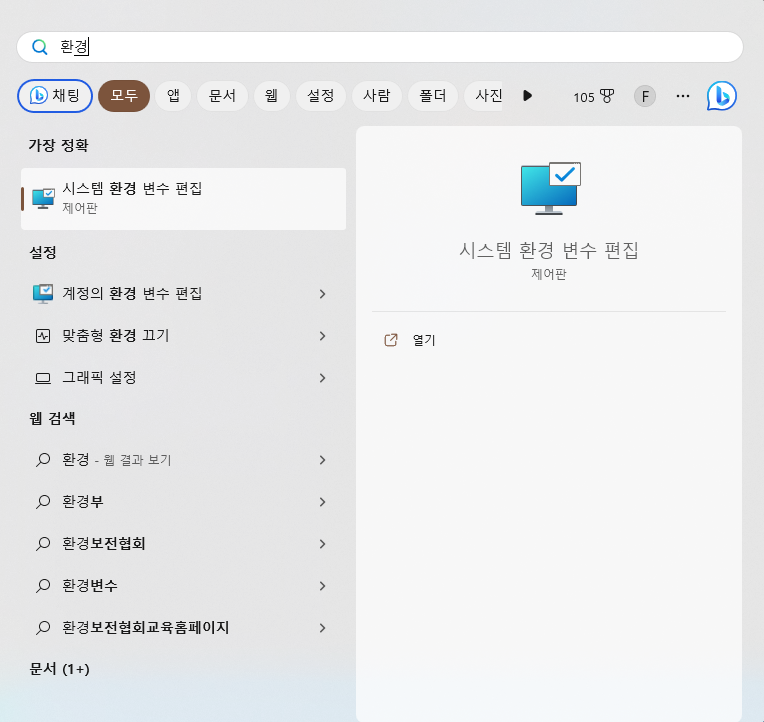 환경
채팅 모두 앱 문서 웹 설정 사람 폴더 사진 105 F
가장 정확
시스템 환경 변수 편집
제어판
설정
계정의 환경 변수 편집
맞춤형 환경 끄기
그래픽 설정
웹 검색
환경 - 웹 결과 보기
환경부
환경보전협회
환경변수
환경보전협회교육홈페이지
문서 (1+)
시스템 환경 변수 편집
제어판
열기